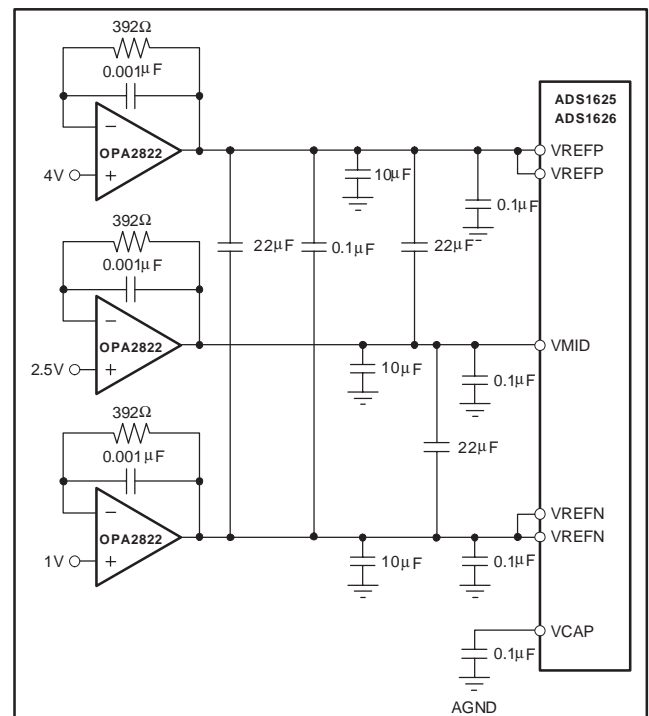 392Ω
0.001μF
OPA2822
4V
ADS1625
ADS1626
VREFP
VREFP
10μF
0.1μF
22μF
0.1μF
22μF
392Ω
0.001μF
OPA2822
2.5V
VMID
10μF
0.1μF
22μF
392Ω
0.001μF
OPA2822
1V
VREFN
VREFN
10μF
0.1μF
VCAP
0.1μF
AGND